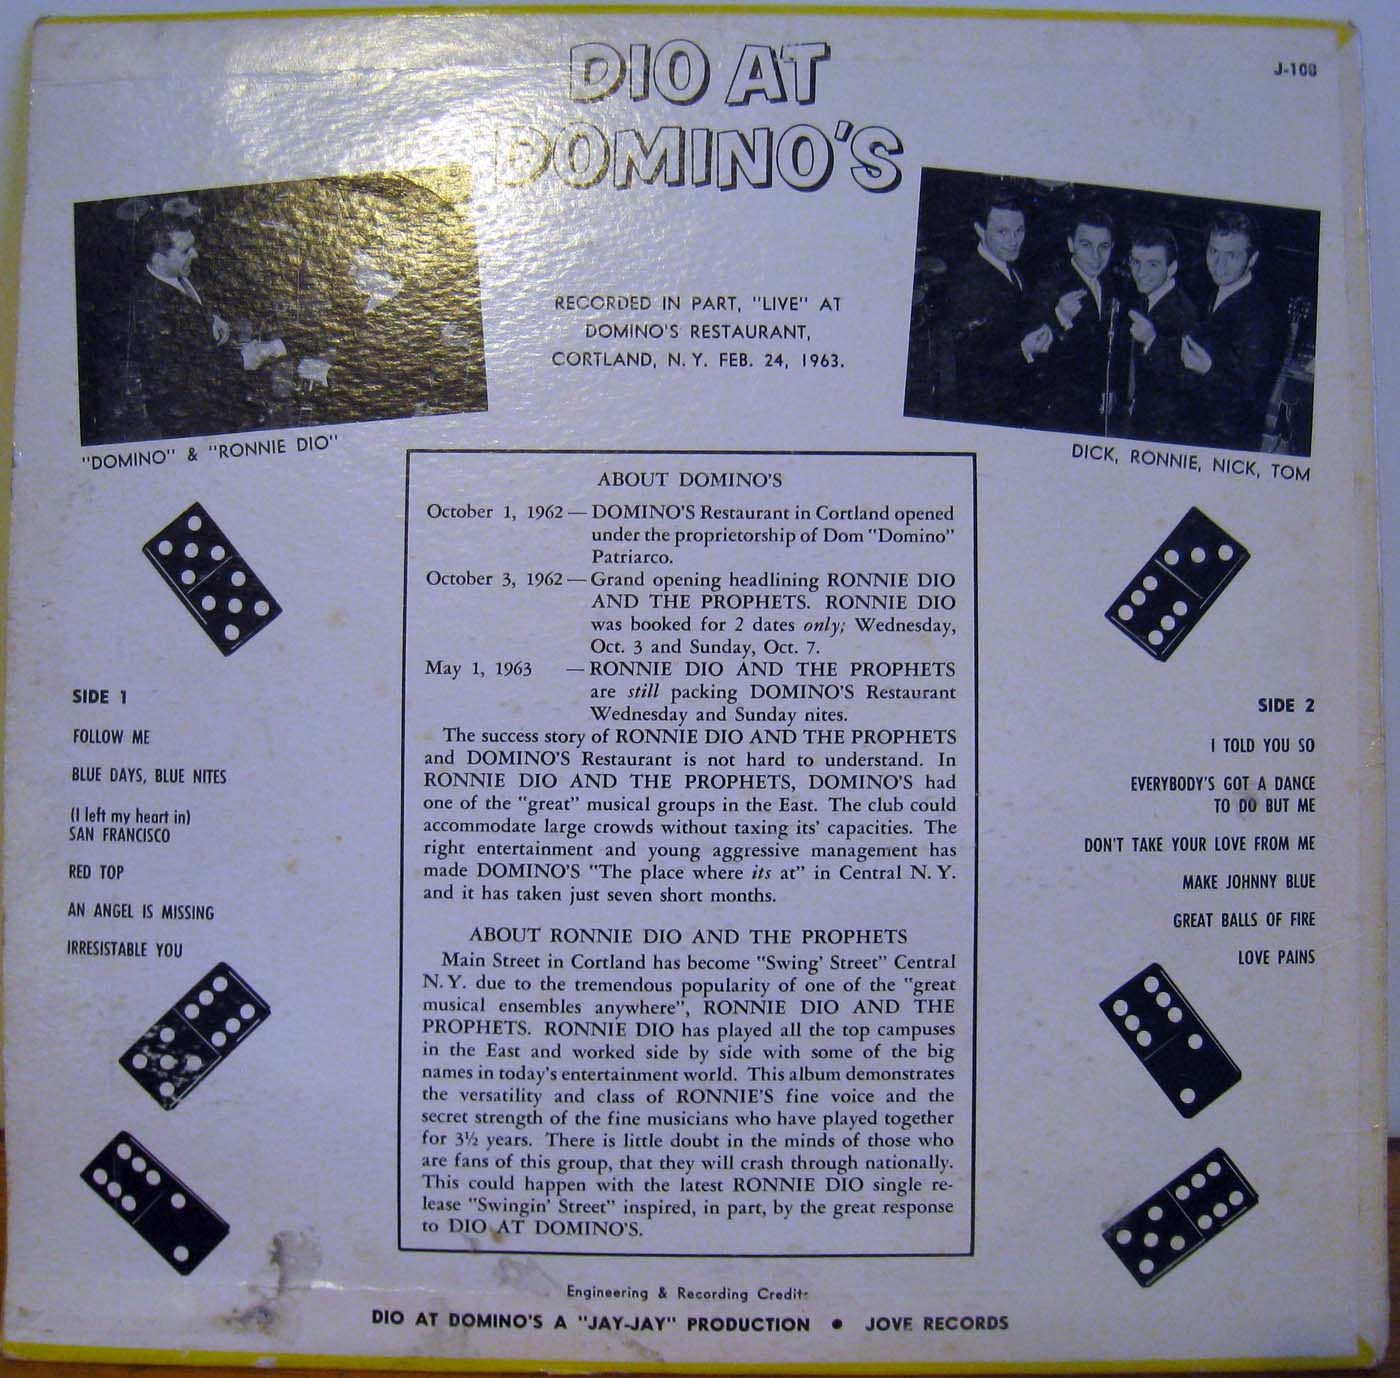 DIO AT
DOMINO'S
J-108
RECORDED IN PART, "LIVE" AT
DOMINO'S RESTAURANT,
CORTLAND, N. Y. FEB. 24, 1963.
"DOMINO" & "RONNIE DIO"
DICK, RONNIE, NICK, TOM
ABOUT DOMINO'S
October 1, 1962 — DOMINO'S Restaurant in Cortland opened
under the proprietorship of Dom "Domino"
Patriarco.
October 3, 1962 — Grand opening headlining RONNIE DIO
AND THE PROPHETS. RONNIE DIO
was booked for 2 dates only; Wednesday,
Oct. 3 and Sunday, Oct. 7.
May 1, 1963 — RONNIE DIO AND THE PROPHETS
are still packing DOMINO'S Restaurant
Wednesday and Sunday nites.
The success story of RONNIE DIO AND THE PROPHETS
and DOMINO'S Restaurant is not hard to understand. In
RONNIE DIO AND THE PROPHETS, DOMINO'S had
one of the "great" musical groups in the East. The club could
accommodate large crowds without taxing its' capacities. The
right entertainment and young aggressive management has
made DOMINO'S "The place where its at" in Central N. Y.
and it has taken just seven short months.
ABOUT RONNIE DIO AND THE PROPHETS
Main Street in Cortland has become "Swing' Street" Central
N. Y. due to the tremendous popularity of one of the "great
musical ensembles anywhere", RONNIE DIO AND THE
PROPHETS. RONNIE DIO has played all the top campuses
in the East and worked side by side with some of the big
names in today's entertainment world. This album demonstrates
the versatility and class of RONNIE'S fine voice and the
secret strength of the fine musicians who have played together
for 3½ years. There is little doubt in the minds of those who
are fans of this group, that they will crash through nationally.
This could happen with the latest RONNIE DIO single re-
lease "Swingin' Street" inspired, in part, by the great response
to DIO AT DOMINO'S.
SIDE 1
FOLLOW ME
BLUE DAYS, BLUE NITES
(I left my heart in)
SAN FRANCISCO
RED TOP
AN ANGEL IS MISSING
IRRESISTABLE YOU
SIDE 2
I TOLD YOU SO
EVERYBODY'S GOT A DANCE
TO DO BUT ME
DON'T TAKE YOUR LOVE FROM ME
MAKE JOHNNY BLUE
GREAT BALLS OF FIRE
LOVE PAINS
Engineering & Recording Credit:
DIO AT DOMINO'S A "JAY-JAY" PRODUCTION • JOVE RECORDS